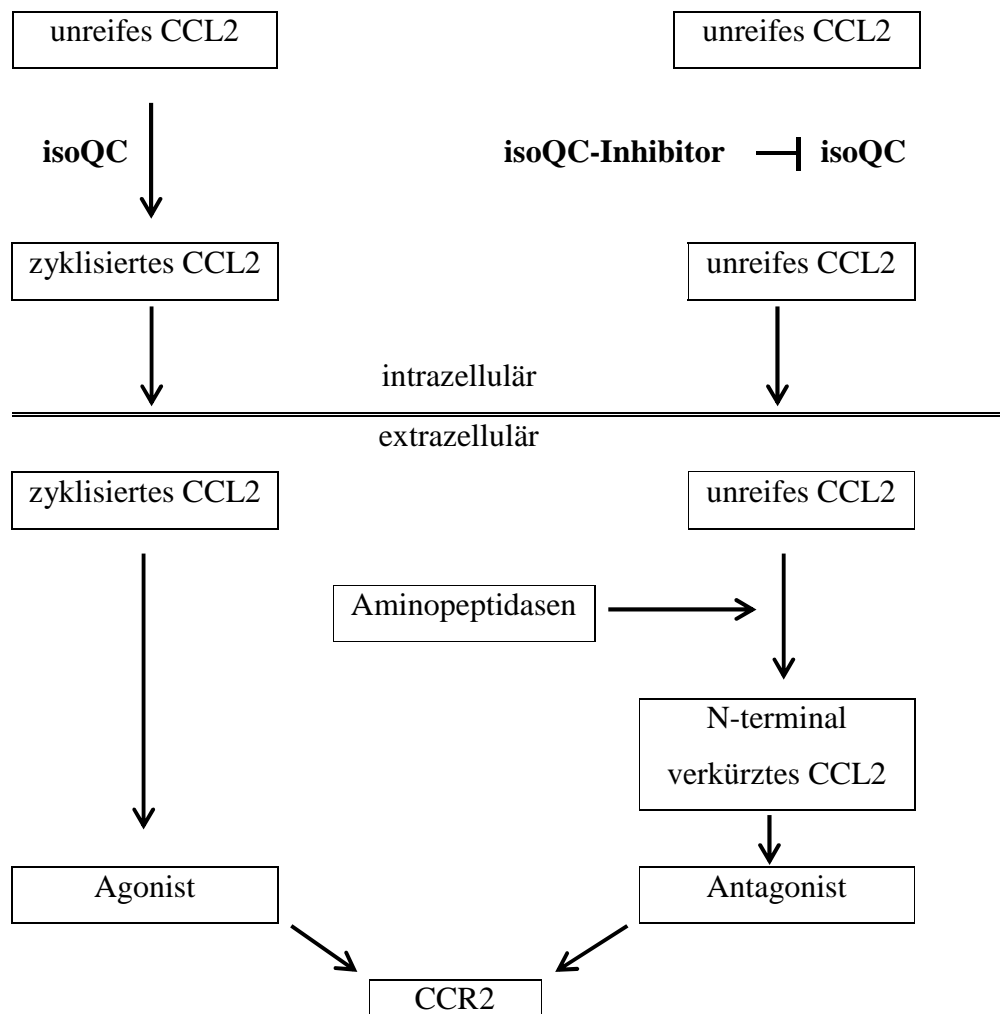 unreifes CCL2
unreifes CCL2
isoQC
isoQC-Inhibitor
isoQC
zyklisiertes CCL2
unreifes CCL2
intrazellulär
extrazellulär
zyklisiertes CCL2
unreifes CCL2
Aminopeptidasen
N-terminal
verkürztes CCL2
Agonist
Antagonist
CCR2